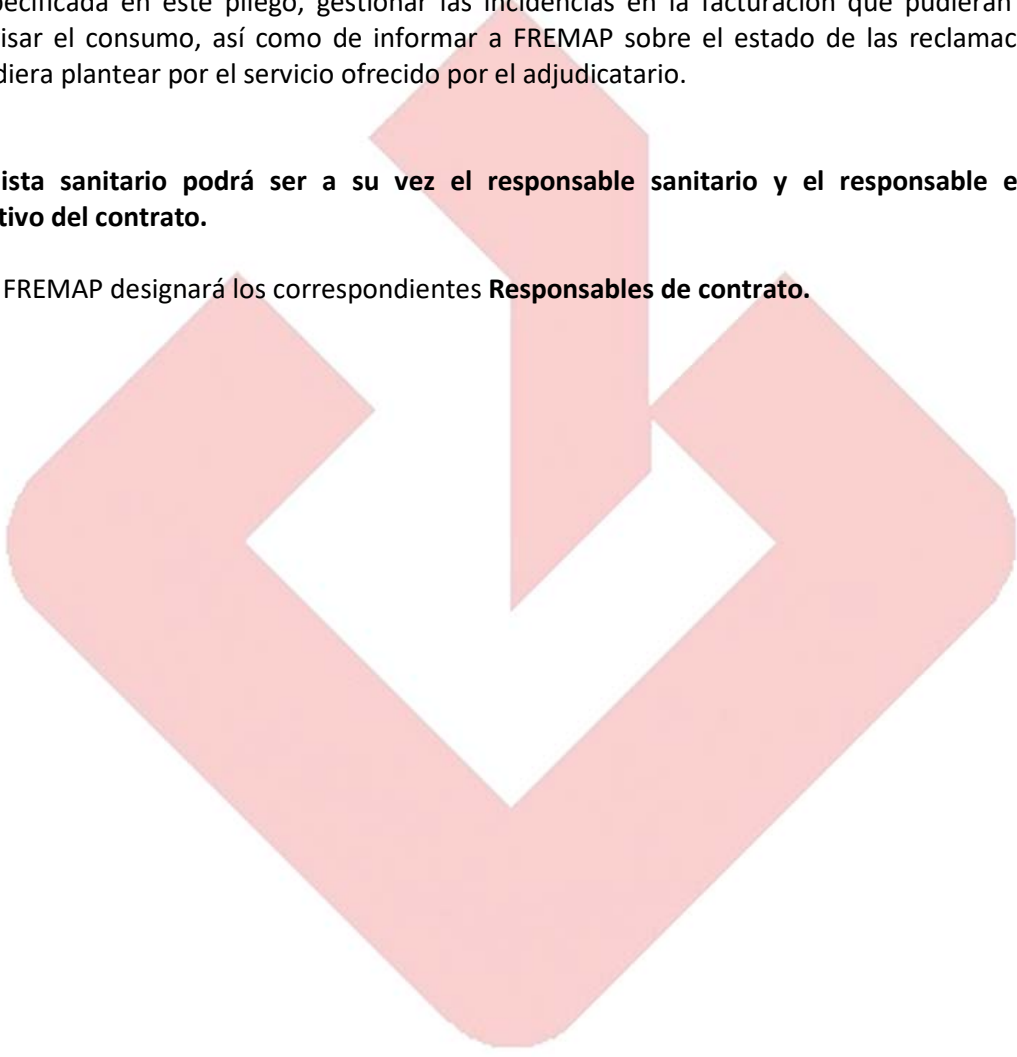 pecificada en este pliego, gestionar las incidencias en la facturación que pudieran
isar el consumo, así como de informar a FREMAP sobre el estado de las reclamac
diera plantear por el servicio ofrecido por el adjudicatario.
ista sanitario podrá ser a su vez el responsable sanitario y el responsable e
tivo del contrato.
FREMAP designará los correspondientes Responsables de contrato.